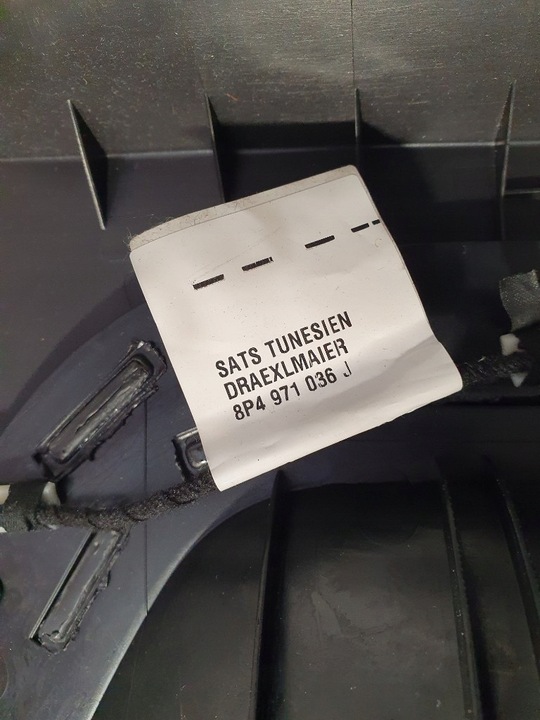 SATS TUNESIEN
DRAEXLMAIER
8P4 971 036 J